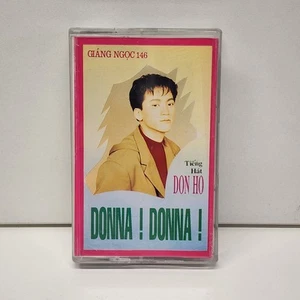 GIÁNG NGỌC 146
Tiếng
Hát
DON HO
DONNA ! DONNA !